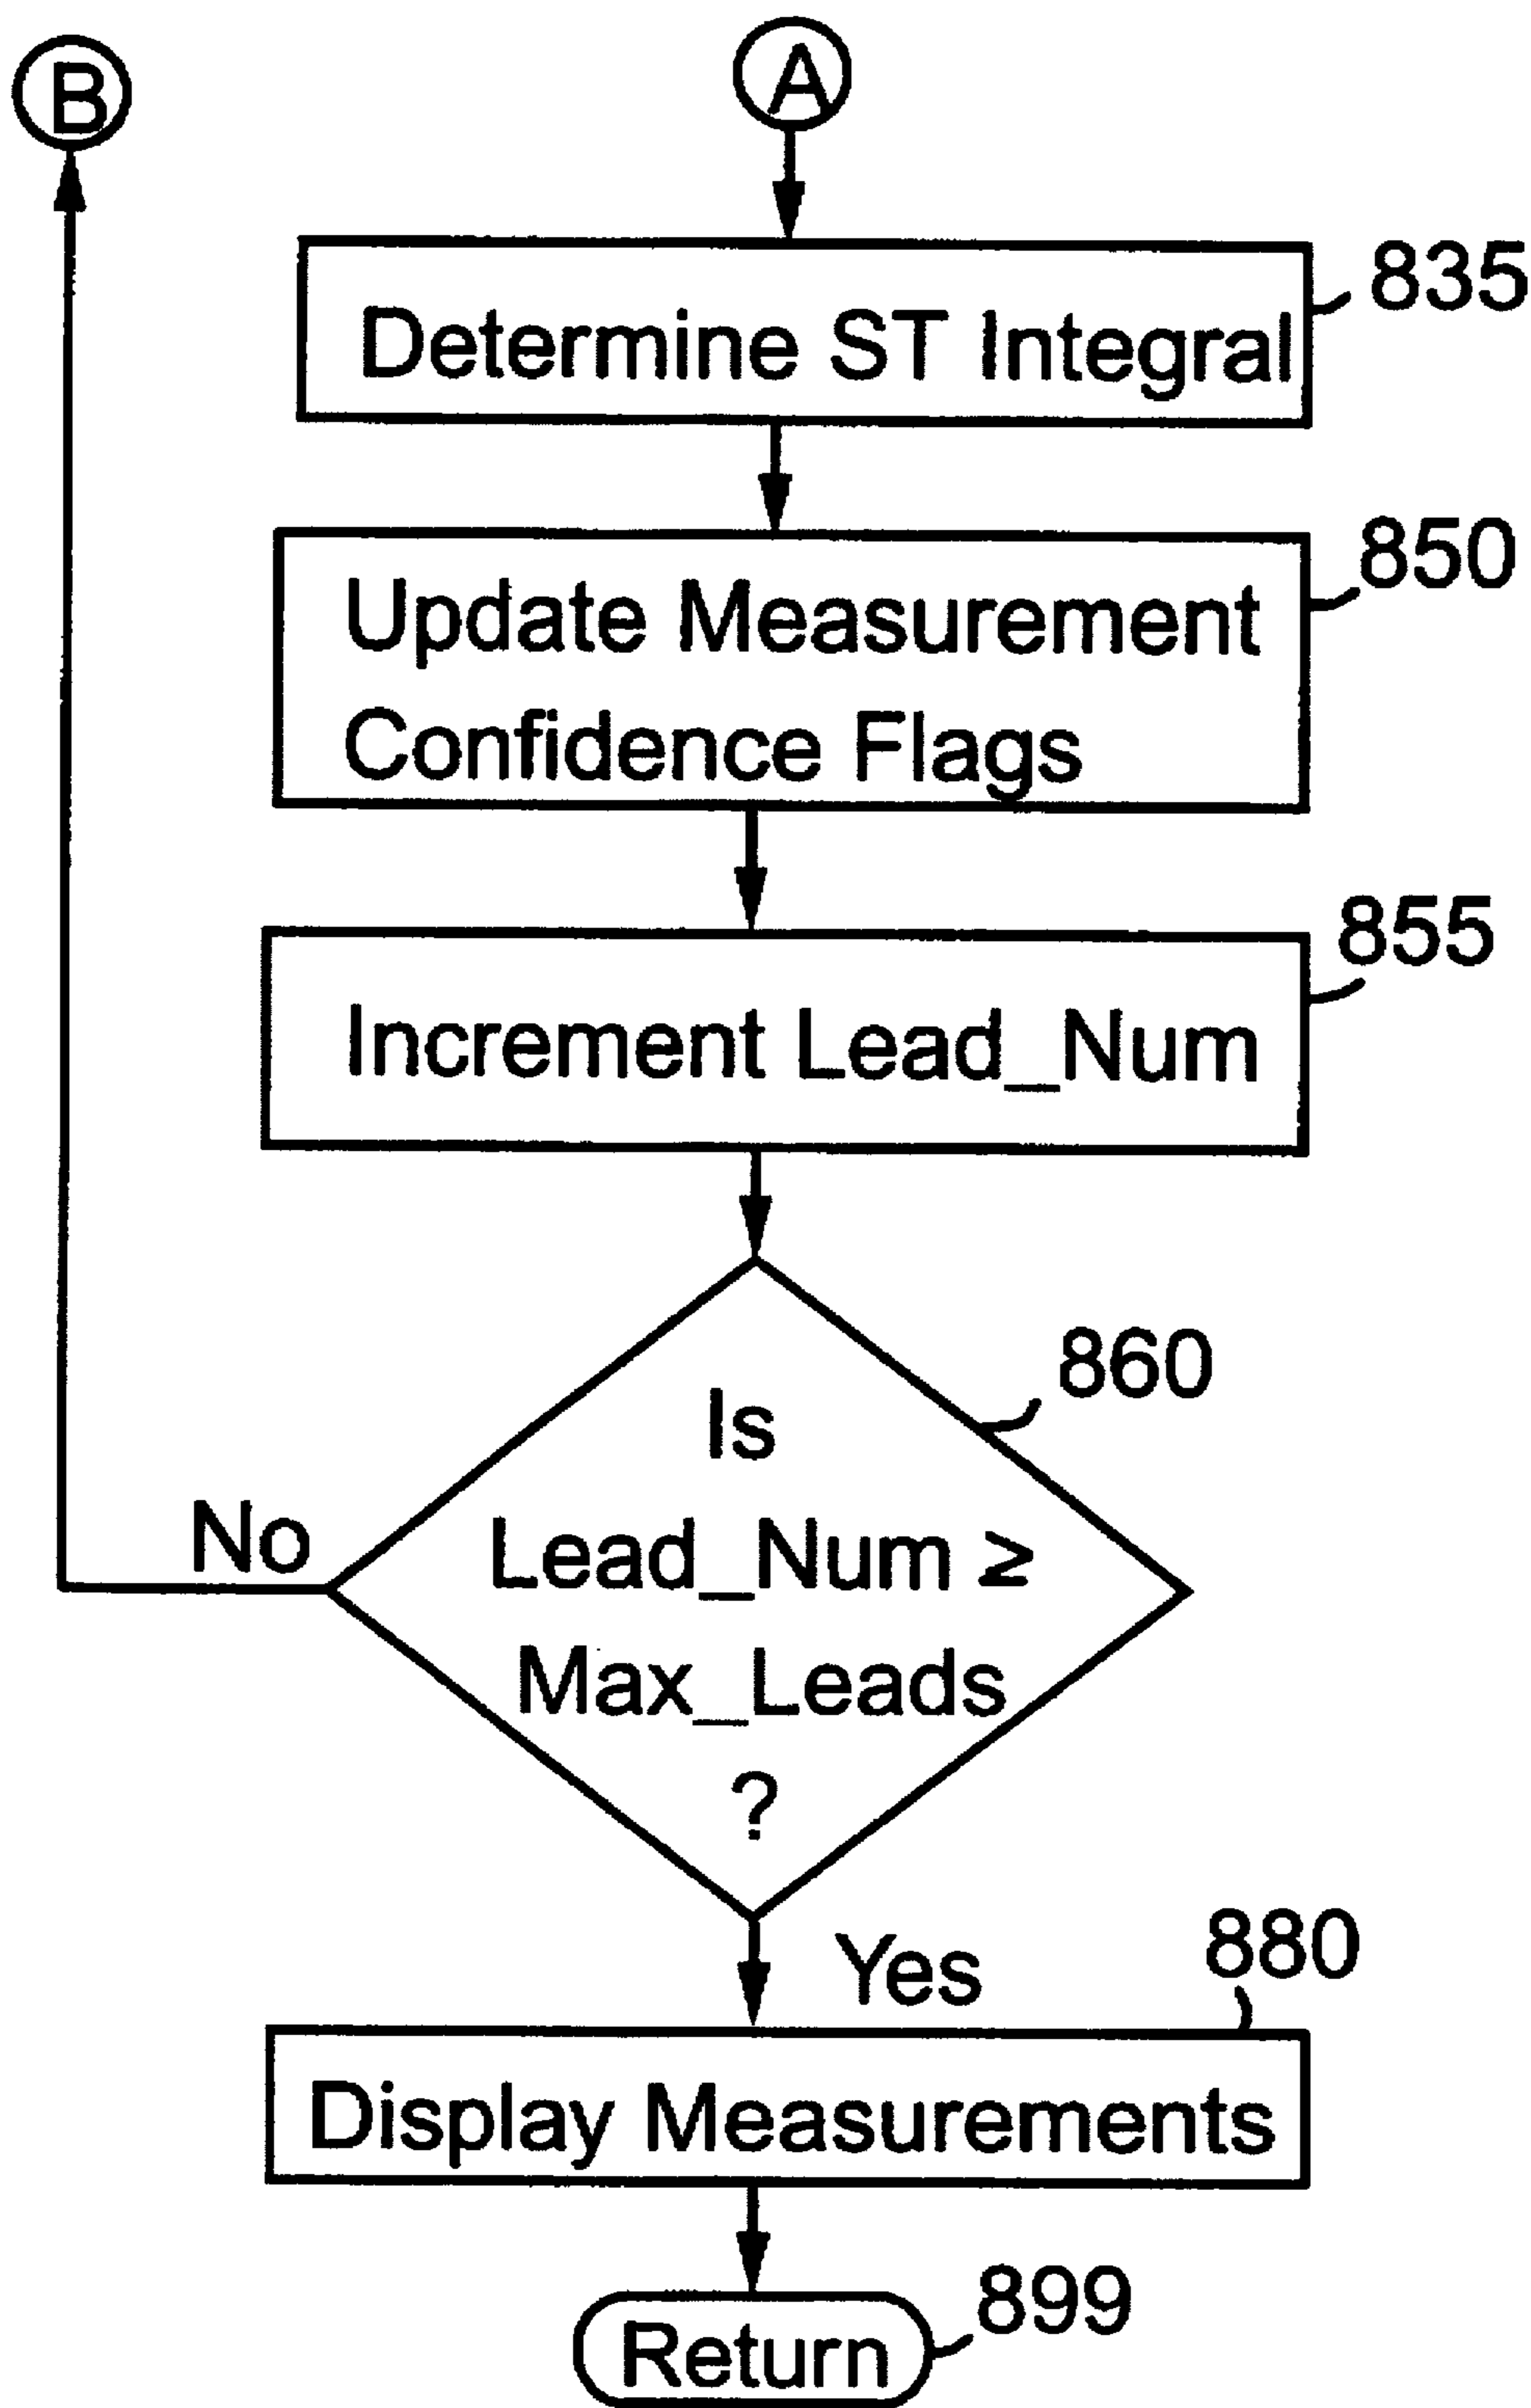 B
A
835
Determine ST Integral
850
Update Measurement
Confidence Flags
855
Increment Lead_Num
860
Is
Lead_Num ≥
Max_Leads
?
No
Yes
880
Display Measurements
899
Return